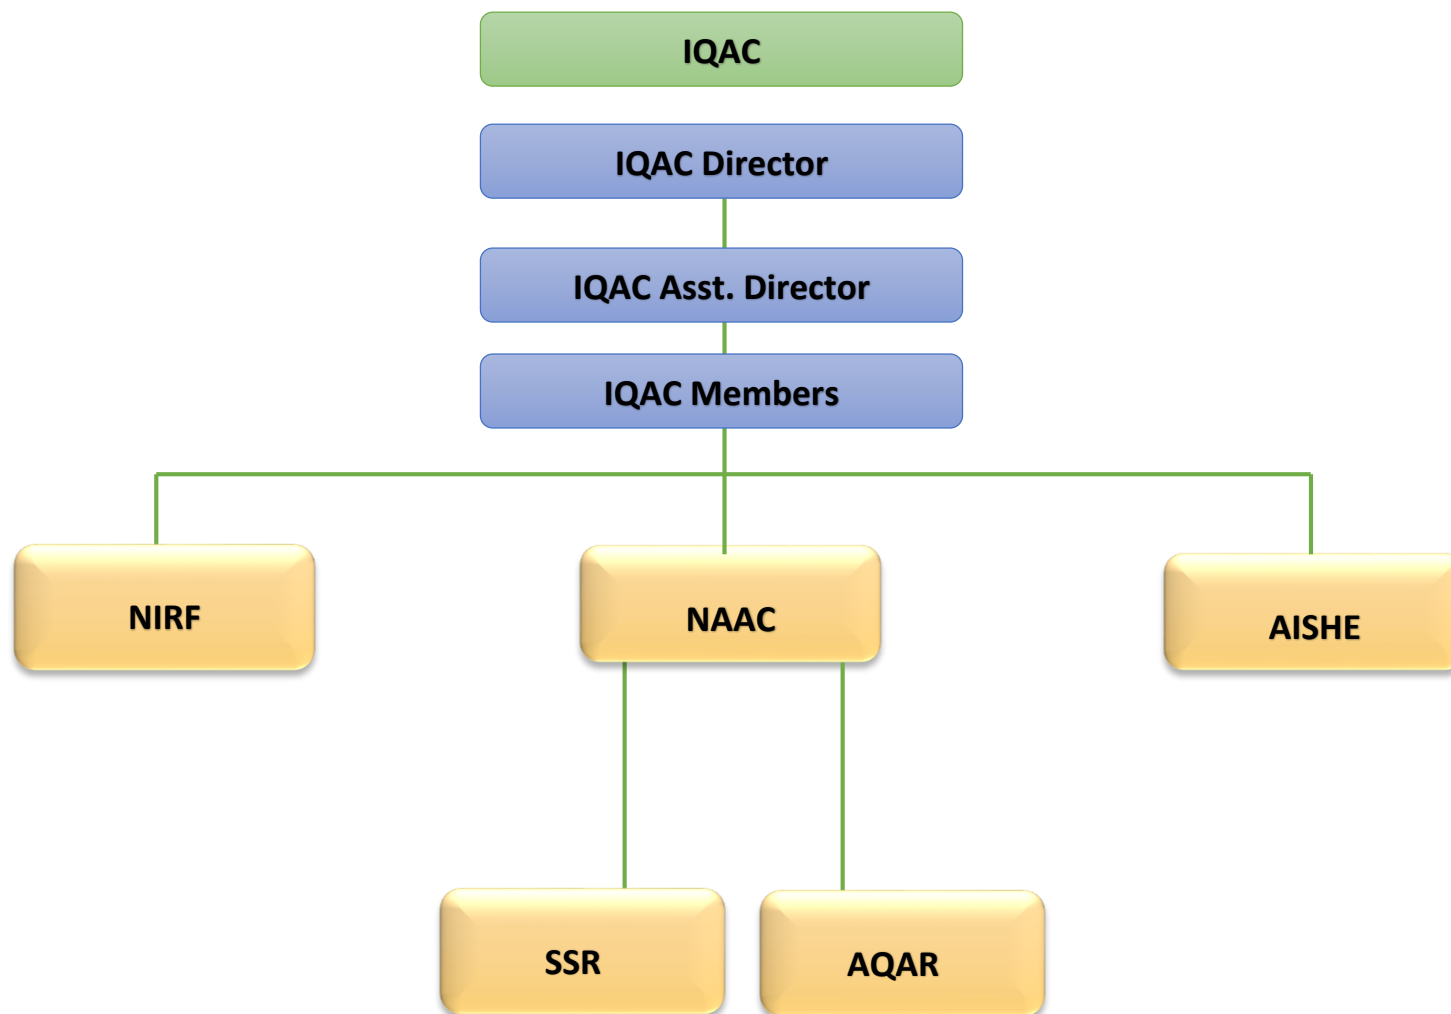 IQAC
IQAC Director
IQAC Asst. Director
IQAC Members
NIRF
NAAC
AISHE
SSR
AQAR